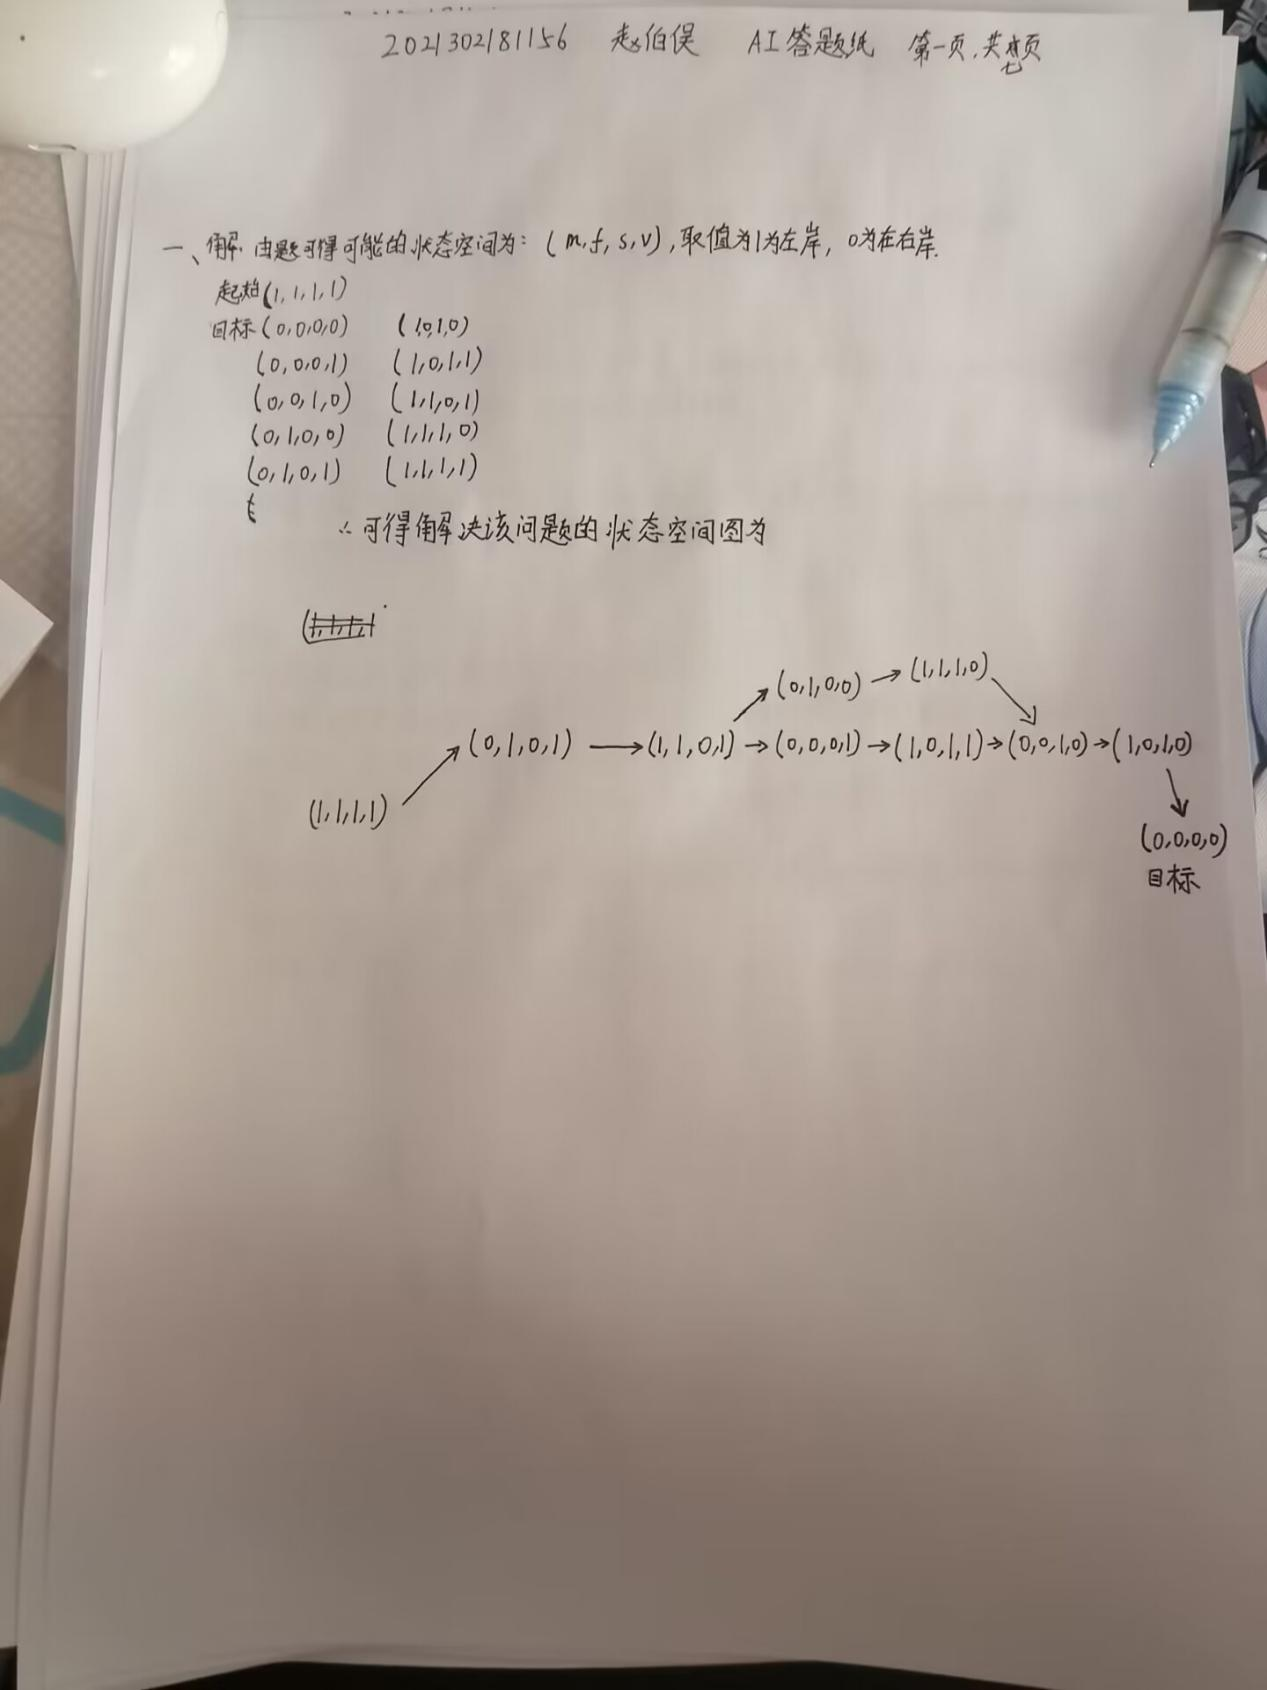 2021302181156 赵伯俣 AI答题纸 第一页,共七页
一、解 由题可得可能的状态空间为: (m,f,s,v),取值为1为左岸, 0为在右岸.
起始(1,1,1,1)
目标(0,0,0,0) (1,0,1,0)
(0,0,0,1) (1,0,1,1)
(0,0,1,0) (1,1,0,1)
(0,1,0,0) (1,1,1,0)
(0,1,0,1) (1,1,1,1)
∴可得解决该问题的状态空间图为
(0,1,0,0) → (1,1,1,0)
(0,1,0,1) → (1,1,0,1) → (0,0,0,1) → (1,0,1,1) → (0,0,1,0) → (1,0,1,0)
(1,1,1,1)
(0,0,0,0)
目标